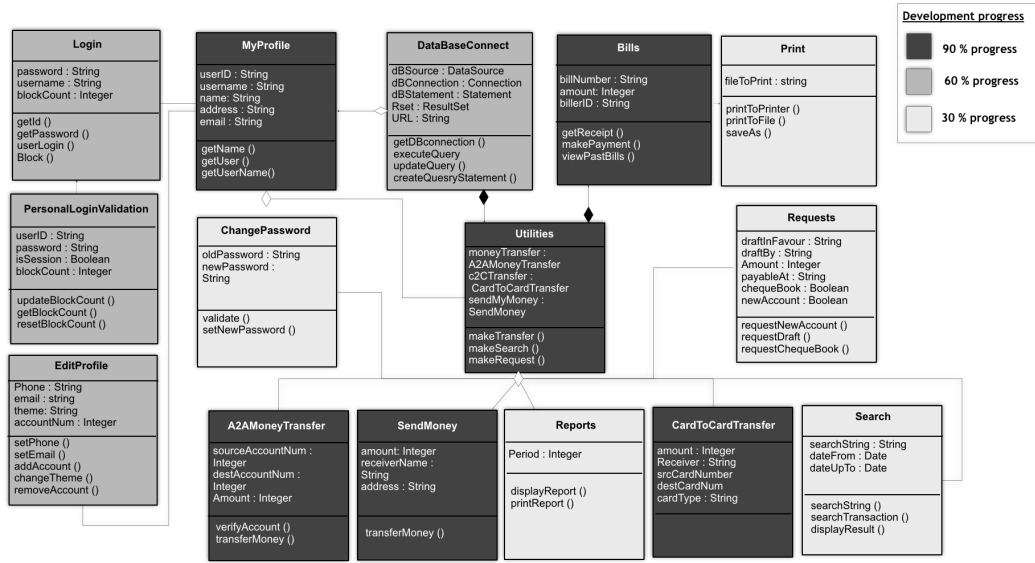 Development progress
90 % progress
60 % progress
30 % progress
Login
password : String
username : String
blockCount : Integer
getId ()
getPassword ()
userLogin ()
Block ()
MyProfile
userID : String
username : String
name: String
address : String
email : String
getName ()
getUser ()
getUserName()
DataBaseConnect
dBSource : DataSource
dBConnection : Connection
dBStatement : Statement
Rset : ResultSet
URL : String
getDBconnection ()
executeQuery
updateQuery ()
createQuesryStatement ()
Bills
billNumber : String
amount: Integer
billerID : String
getReceipt ()
makePayment ()
viewPastBills ()
Print
fileToPrint : string
printToPrinter ()
printToFile ()
saveAs ()
PersonalLoginValidation
userID : String
password : String
isSession : Boolean
blockCount : Integer
updateBlockCount ()
getBlockCount ()
resetBlockCount ()
ChangePassword
oldPassword : String
newPassword :
String
validate ()
setNewPassword ()
Utilities
moneyTransfer :
A2AMoneyTransfer
c2CTransfer :
CardToCardTransfer
sendMyMoney :
SendMoney
makeTransfer ()
makeSearch ()
makeRequest ()
Requests
draftInFavour : String
draftBy : String
Amount : Integer
payableAt : String
chequeBook : Boolean
newAccount : Boolean
requestNewAccount ()
requestDraft ()
requestChequeBook ()
EditProfile
Phone : String
email : string
theme: String
accountNum : Integer
setPhone ()
setEmail ()
addAccount ()
changeTheme ()
removeAccount ()
A2AMoneyTransfer
sourceAccountNum :
Integer
destAccountNum :
Integer
Amount : Integer
verifyAccount ()
transferMoney ()
SendMoney
amount: Integer
receiverName :
String
address : String
transferMoney ()
Reports
Period : Integer
displayReport ()
printReport ()
CardToCardTransfer
amount : Integer
Receiver : String
srcCardNumber
destCardNum
cardType : String
Search
searchString : String
dateFrom : Date
dateUpTo : Date
searchString ()
searchTransaction ()
displayResult ()